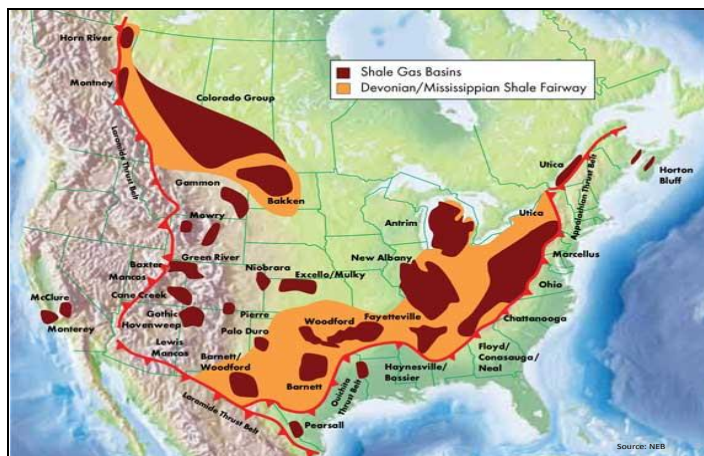 Horn River
Montney
Colorado Group
Shale Gas Basins
Devonian/Mississippian Shale Fairway
Laramide Thrust Belt
Gammon
Bakken
Utica
Appalachian Thrust Belt
Horton
Bluff
Mowry
Antrim
Utica
Green River
New Albany
Marcellus
Baxter
Mancos
Niobrara
Excello/Mulky
Cane Creek
Ohio
McClure
Monterey
Gothic
Hovenweep
Pierre
Woodford
Fayetteville
Chattanooga
Palo Duro
Lewis
Mancos
Barnett/
Woodford
Barnett
Ouichita
Thrust Belt
Haynesville/
Bossier
Floyd/
Conasauga/
Neal
Laramide Thrust Belt
Pearsall
Source: NEB